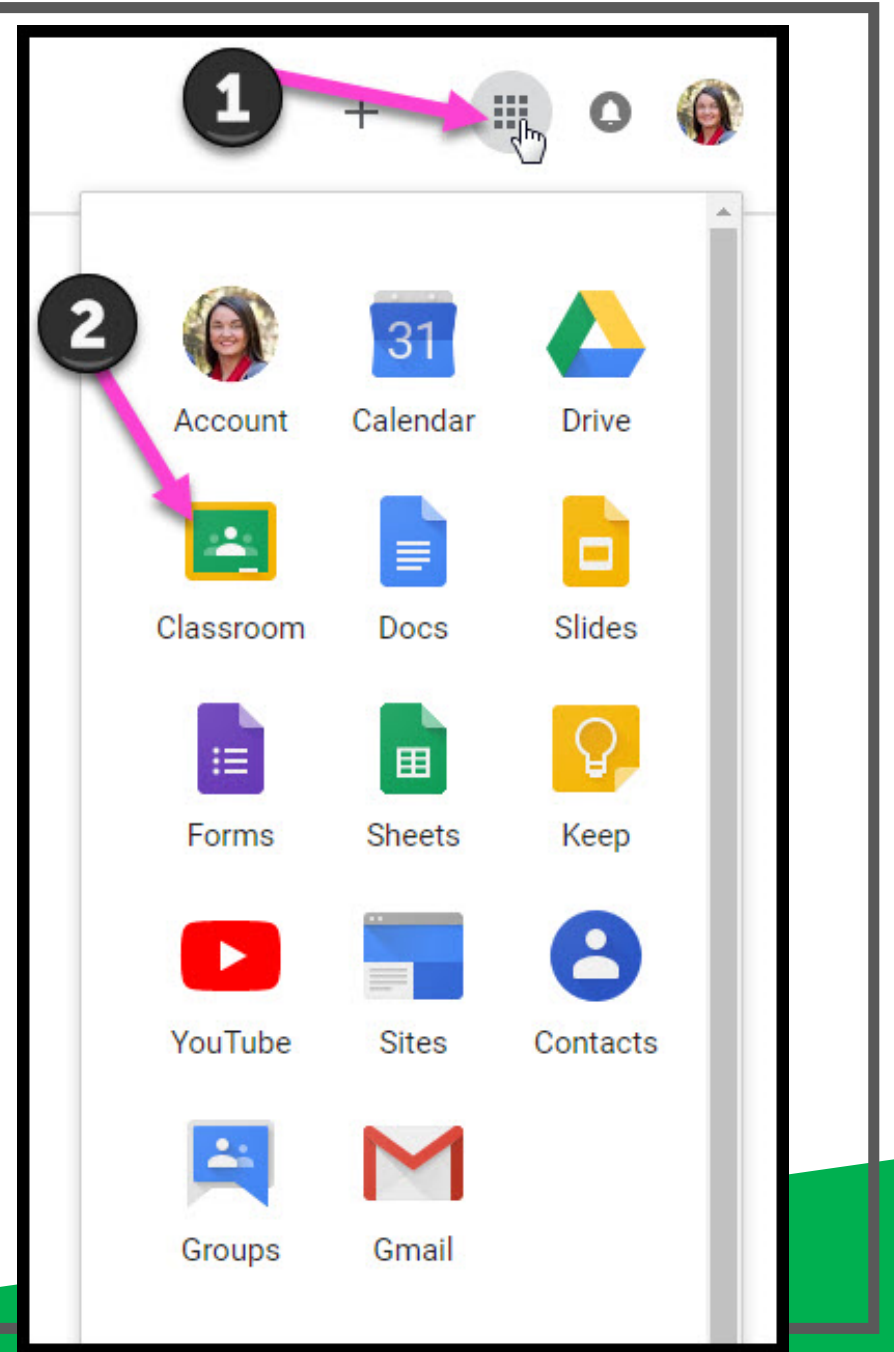 1
2
31
Account Calendar Drive
Classroom Docs Slides
Forms Sheets Keep
YouTube Sites Contacts
Groups Gmail